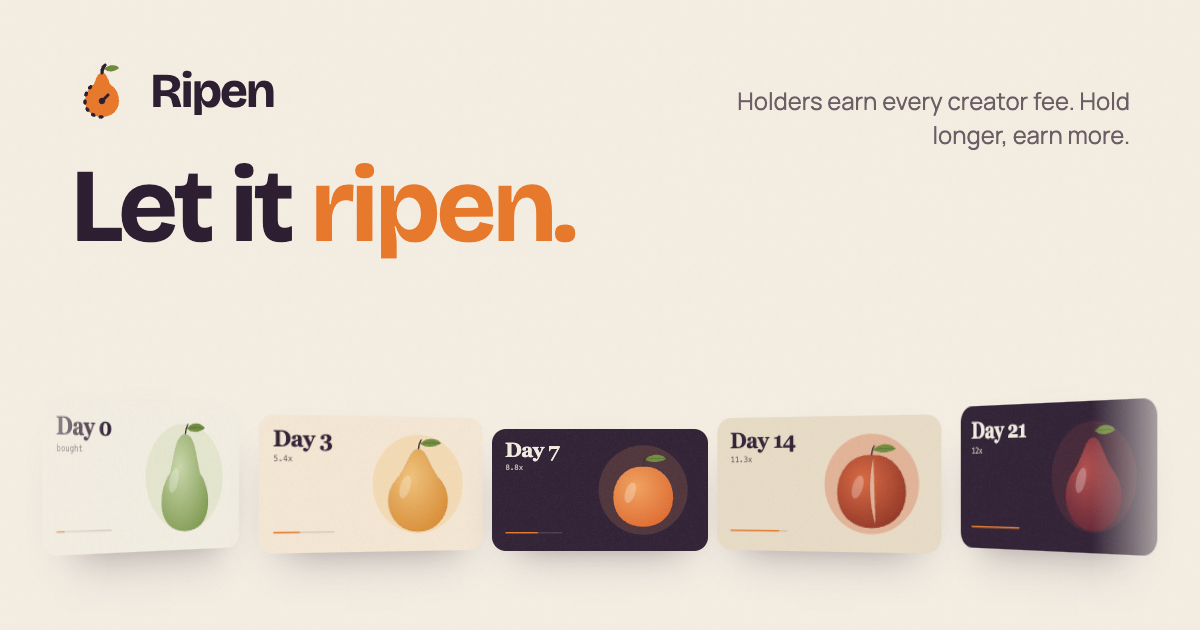 Ripen
Holders earn every creator fee. Hold
longer, earn more.
Let it ripen.
Day 0
bought
Day 3
5.4x
Day 7
8.8x
Day 14
11.3x
Day 21
12x